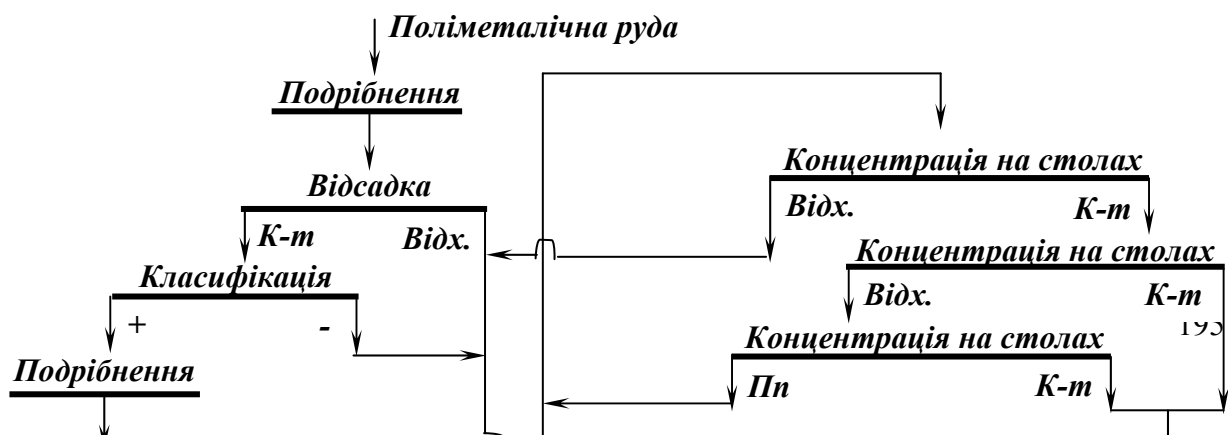 Поліметалічна руда
Подрібнення
Відсадка
К-т Відх.
Класифікація
+ -
Подрібнення
Концентрація на столах
Відх. К-т
Концентрація на столах
Відх. К-т
Концентрація на столах
Пп К-т